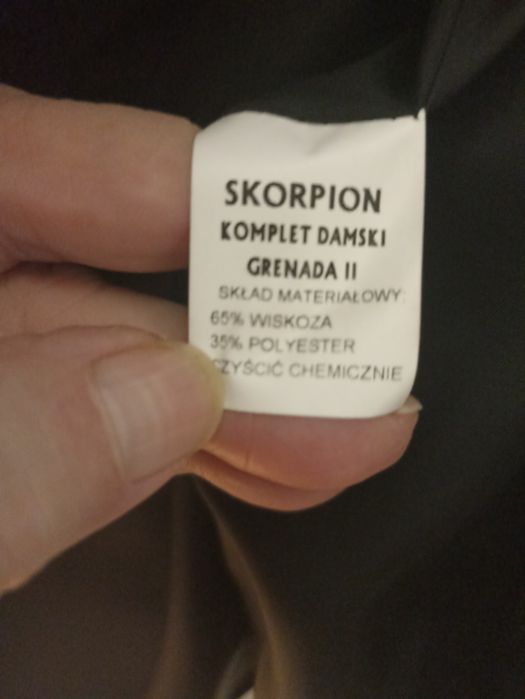 SKORPION
KOMPLET DAMSKI
GRENADA II
SKŁAD MATERIAŁOWY:
65% WISKOZA
35% POLYESTER
CZYŚCIĆ CHEMICZNIE